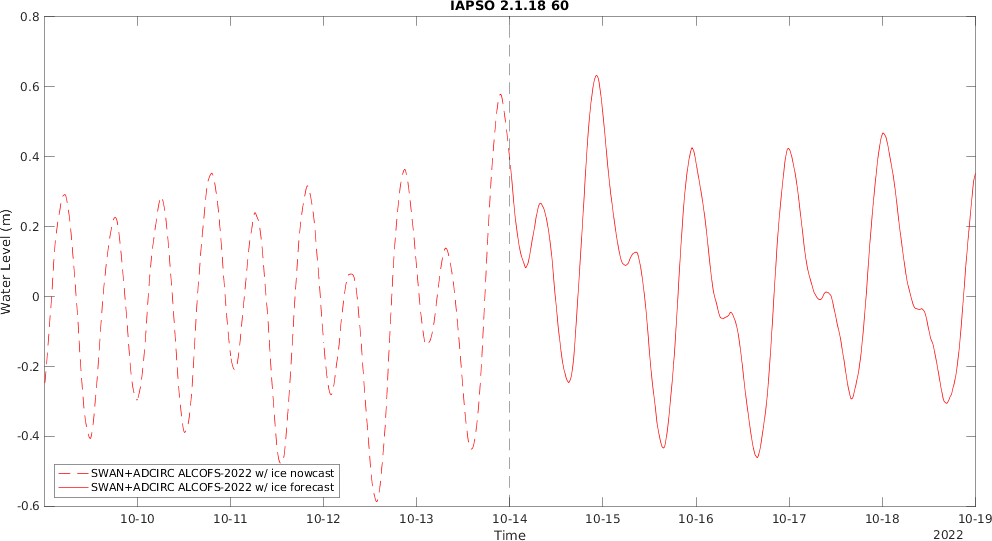 IAPSO 2.1.18 60
Water Level (m)
0.8
0.6
0.4
0.2
0
-0.2
-0.4
-0.6
SWAN+ADCIRC ALCOFS-2022 w/ ice nowcast
SWAN+ADCIRC ALCOFS-2022 w/ ice forecast
10-10 10-11 10-12 10-13 10-14 10-15 10-16 10-17 10-18 10-19
Time
2022